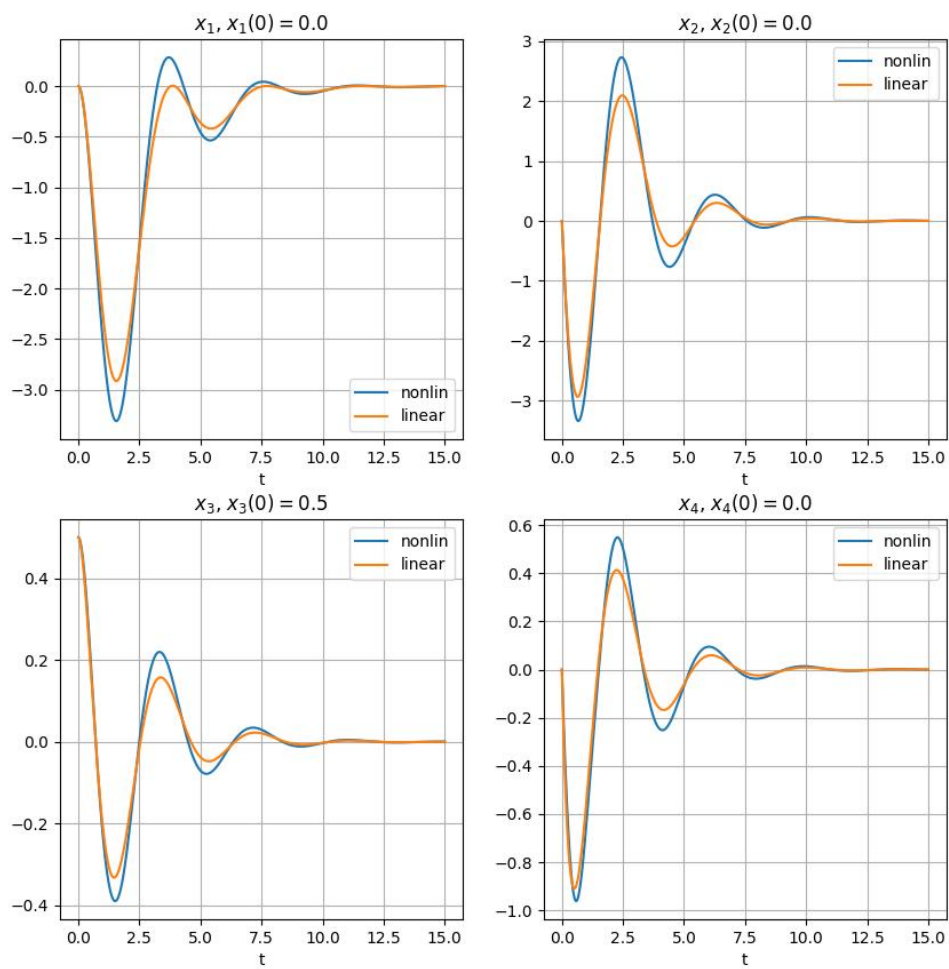 x₁, x₁(0) = 0.0
0.0
−0.5
−1.0
−1.5
−2.0
−2.5
−3.0
nonlin
linear
0.0 2.5 5.0 7.5 10.0 12.5 15.0
t
x₂, x₂(0) = 0.0
3
2
1
0
−1
−2
−3
nonlin
linear
0.0 2.5 5.0 7.5 10.0 12.5 15.0
t
x₃, x₃(0) = 0.5
0.4
0.2
0.0
−0.2
−0.4
nonlin
linear
0.0 2.5 5.0 7.5 10.0 12.5 15.0
t
x₄, x₄(0) = 0.0
0.6
0.4
0.2
0.0
−0.2
−0.4
−0.6
−0.8
−1.0
nonlin
linear
0.0 2.5 5.0 7.5 10.0 12.5 15.0
t